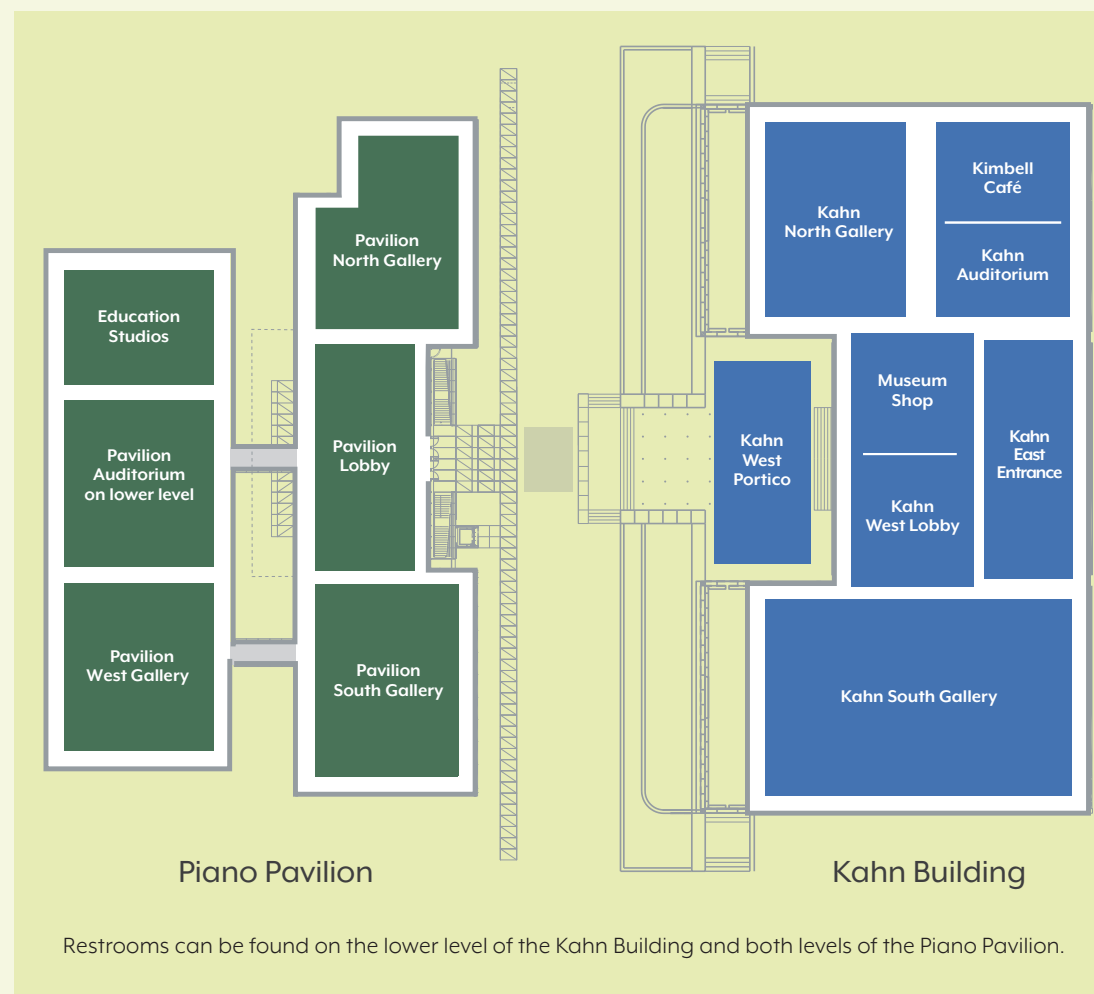 Pavilion
North Gallery
Education
Studios
Pavilion
Auditorium
on lower level
Pavilion
Lobby
Pavilion
West Gallery
Pavilion
South Gallery
Kahn
North Gallery
Kimbell
Café
Kahn
Auditorium
Museum
Shop
Kahn
West Lobby
Kahn
East
Entrance
Kahn
West
Portico
Kahn South Gallery
Piano Pavilion
Kahn Building
Restrooms can be found on the lower level of the Kahn Building and both levels of the Piano Pavilion.